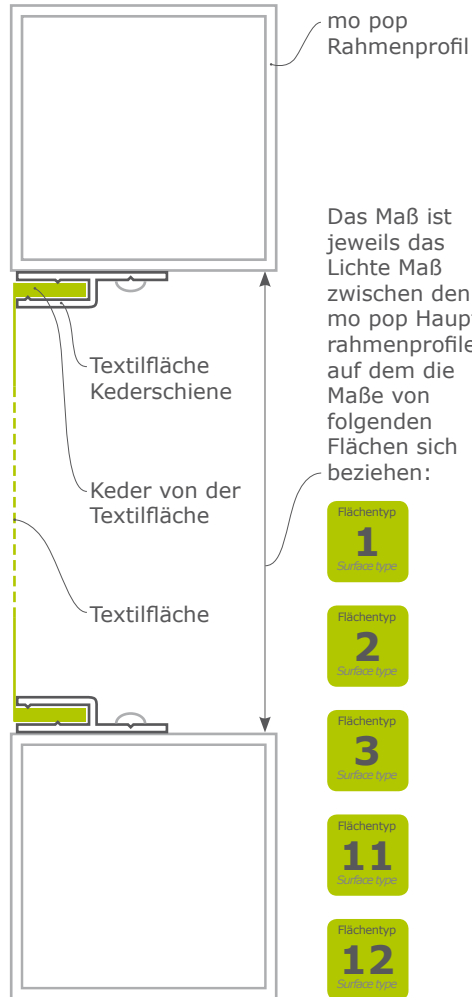 mo pop
Rahmenprofil
Das Maß ist
jeweils das
Lichte Maß
zwischen den
mo pop
auf dem die
Maße von
folgenden
Flächen sich
beziehen:
Textilfläche
Kederschiene
Keder von der
Textilfläche
Textilfläche
Flächentyp
1
Surface type
Flächentyp
2
Surface type
Flächentyp
3
Surface type
Flächentyp
11
Surface type
Flächentyp
12
Surface type